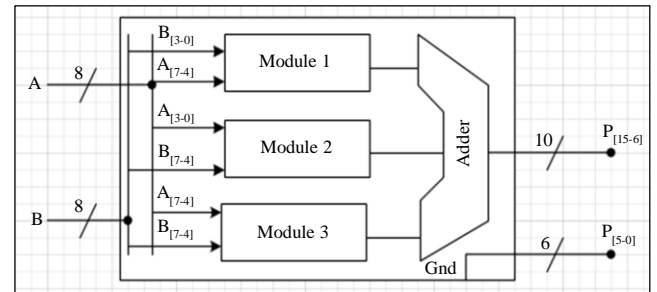 B[3-0]
A[7-4]
Module 1
A 8
A[3-0]
B[7-4]
Module 2
Adder
10 P[15-6]
A[7-4]
B[7-4]
Module 3
B 8
Gnd
6 P[5-0]